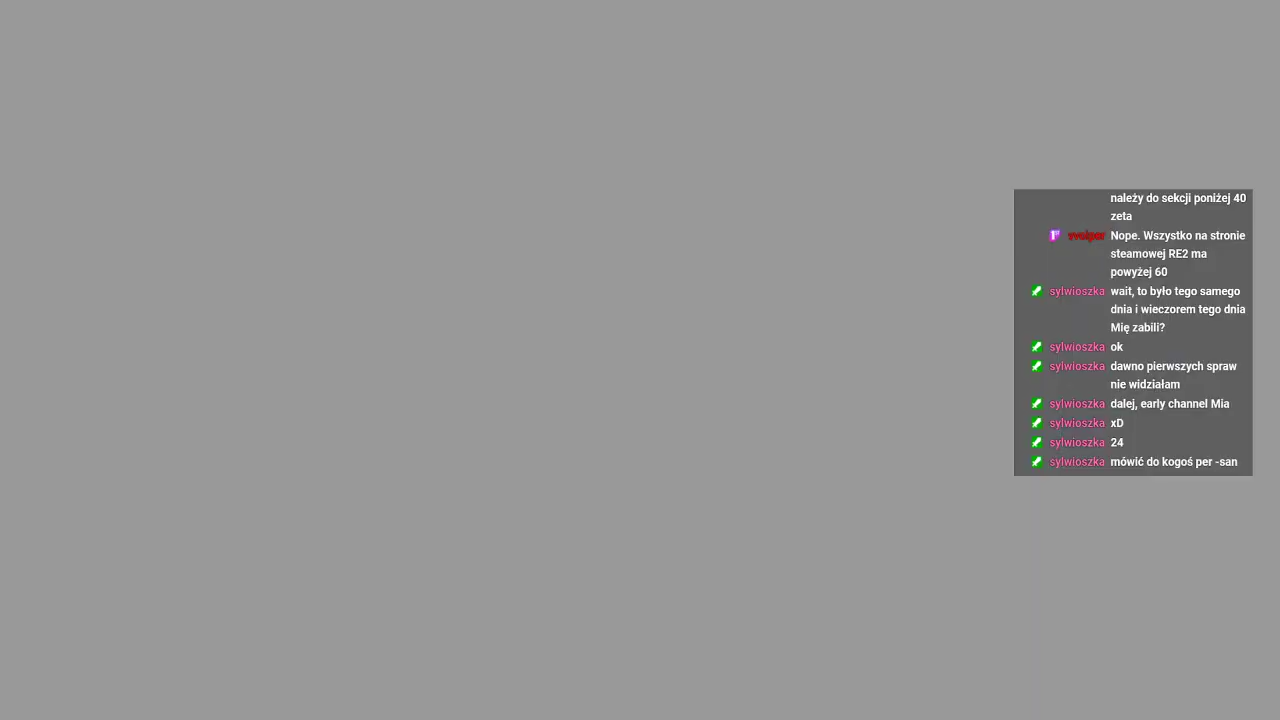 należy do sekcji poniżej 40
zeta
Nope. Wszystko na stronie
steamowej RE2 ma
powyżej 60
sylwioszka wait, to było tego samego
dnia i wieczorem tego dnia
Mię zabili?
sylwioszka ok
sylwioszka dawno pierwszych spraw
nie widziałam
sylwioszka dalej, early channel Mia
sylwioszka xD
sylwioszka 24
sylwioszka mówić do kogoś per -san